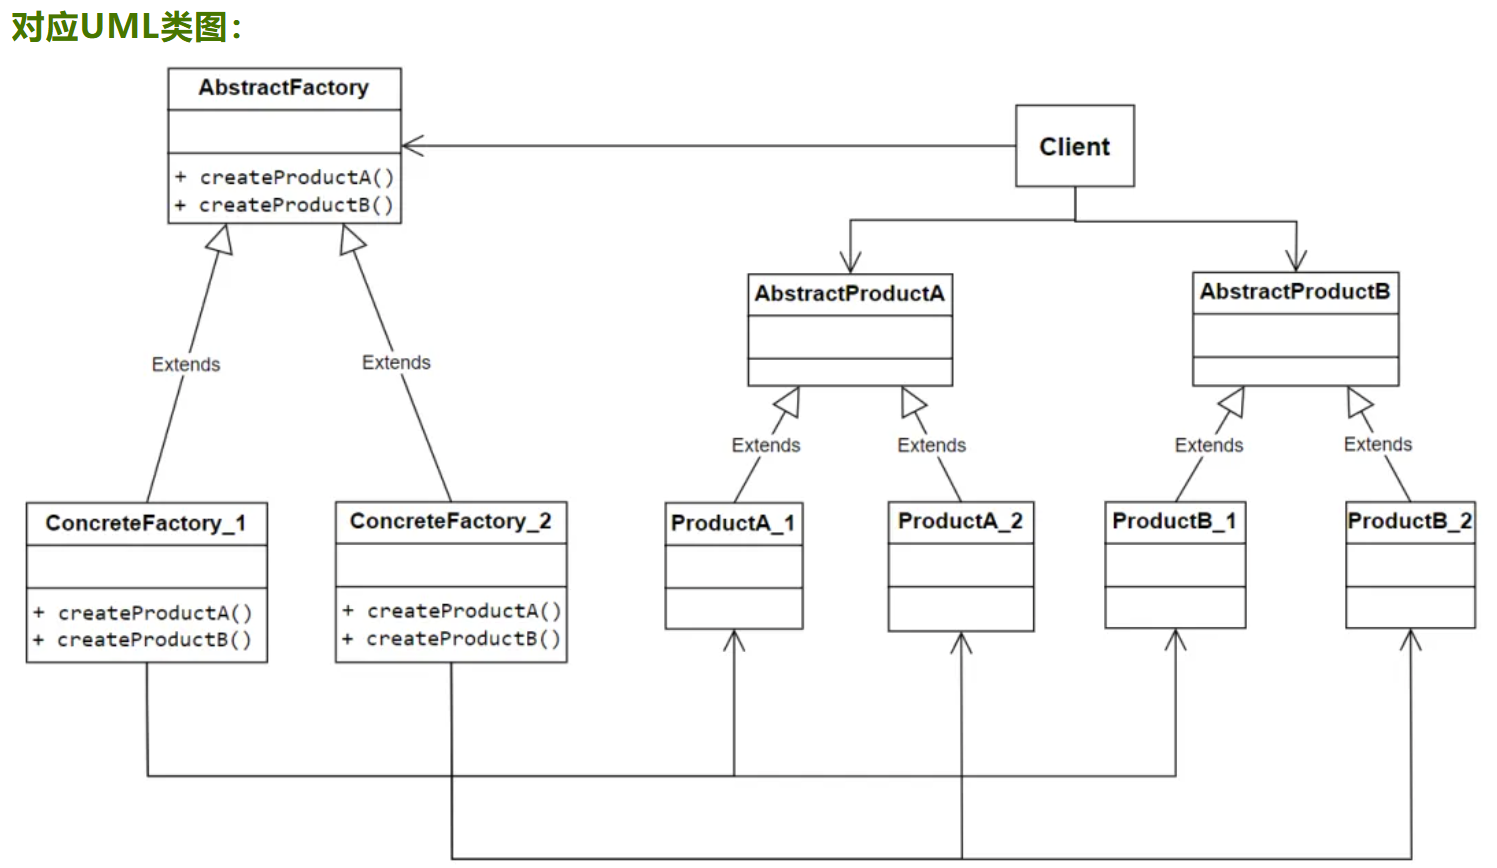 对应UML类图：
AbstractFactory
+ createProductA()
+ createProductB()
Client
AbstractProductA
AbstractProductB
Extends
Extends
Extends
Extends
Extends
Extends
ConcreteFactory_1
+ createProductA()
+ createProductB()
ConcreteFactory_2
+ createProductA()
+ createProductB()
ProductA_1
ProductA_2
ProductB_1
ProductB_2